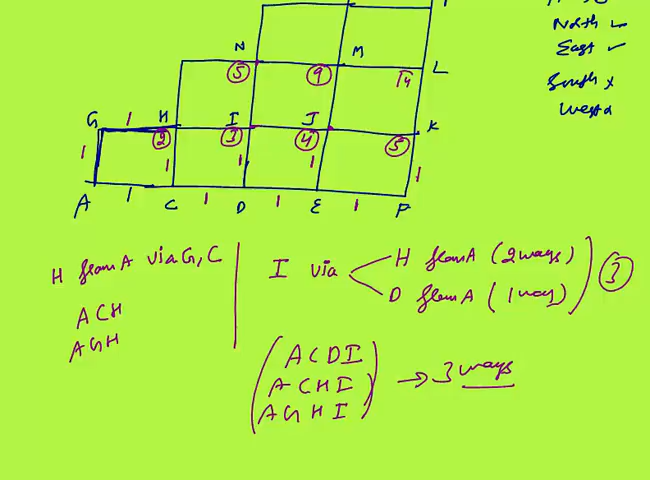 North ✓
East ✓
South ×
West ×
N M
5 9 14 L
G 1 H I J
2 3 4 5 K
1 1 1 1 1
A 1 C 1 D 1 E 1 F
H from A via G, C
ACH
AGH
I via
H from A (2 ways)
D from A (1 way)
3
ACDI
ACHI
AGHI
→ 3 ways